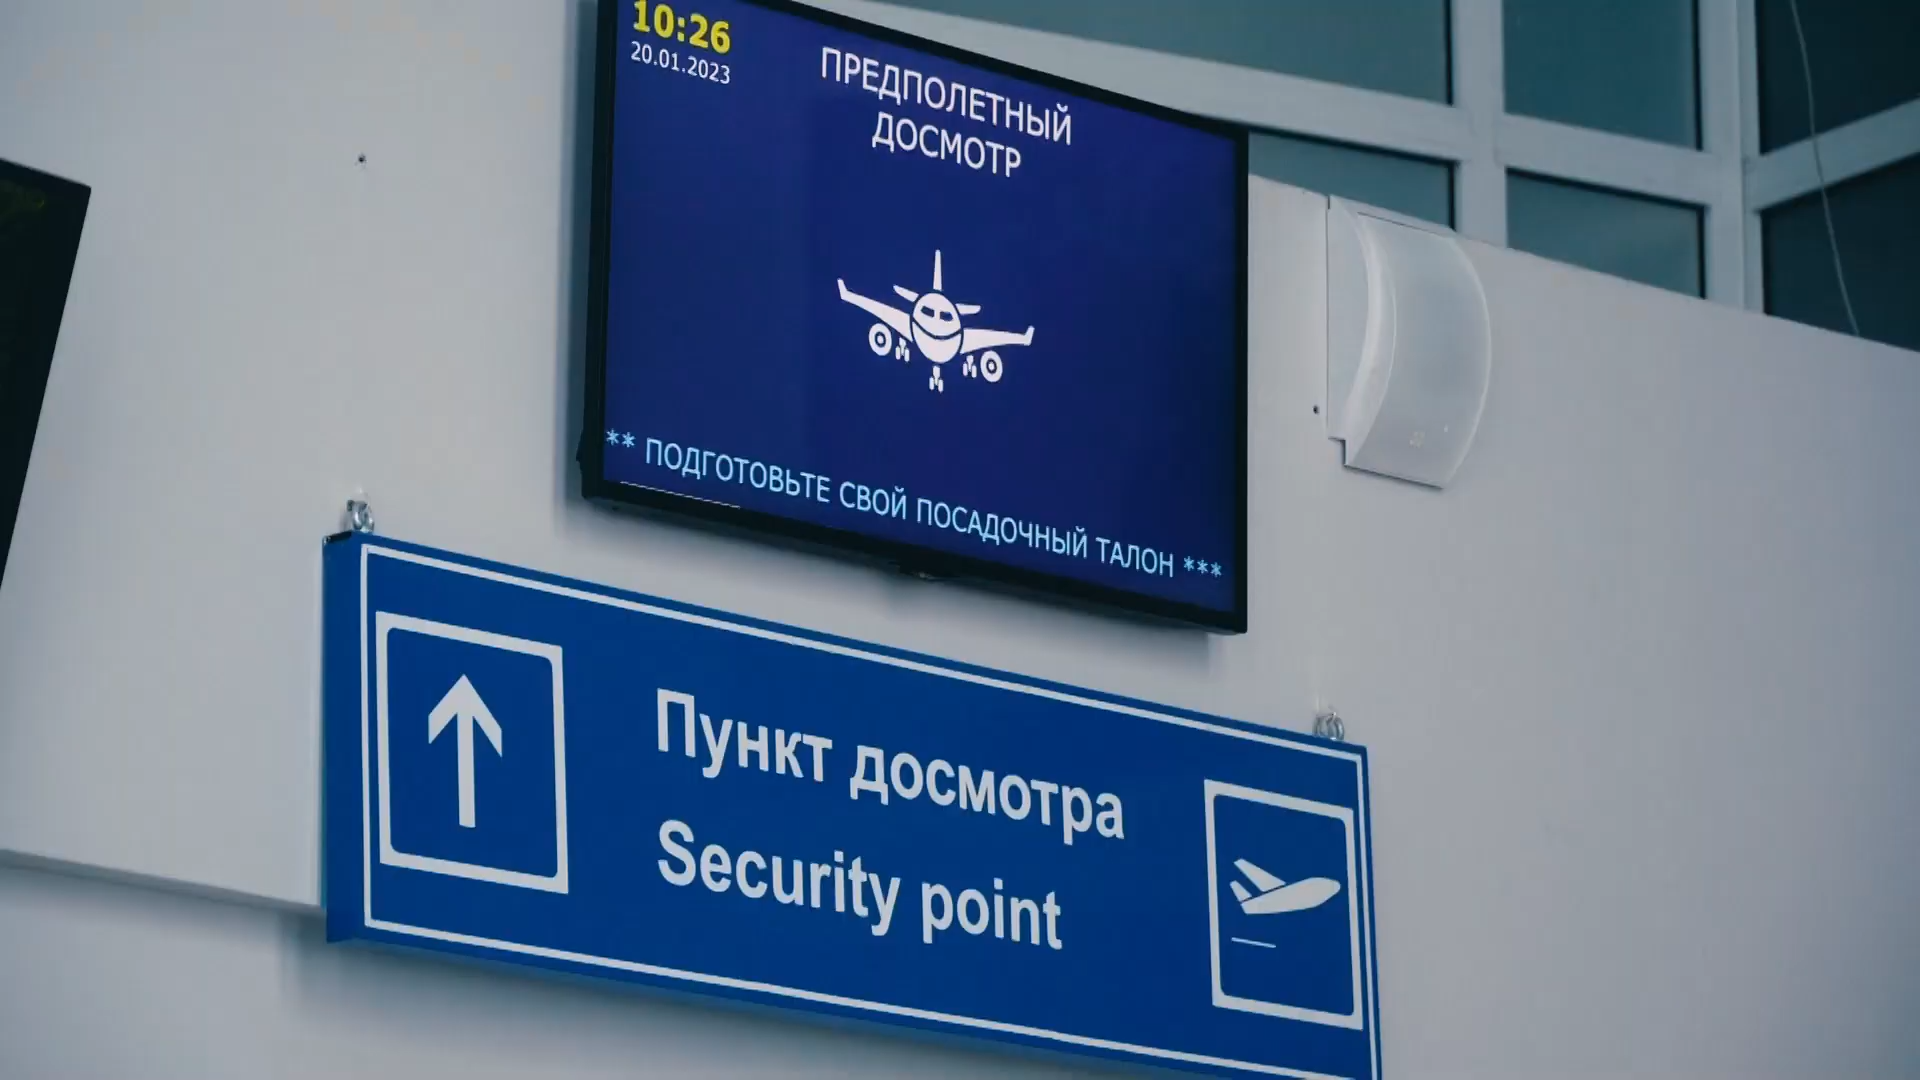 10:26
20.01.2023
ПРЕДПОЛЕТНЫЙ
ДОСМОТР
** ПОДГОТОВЬТЕ СВОЙ ПОСАДОЧНЫЙ ТАЛОН ***
Пункт досмотра
Security point